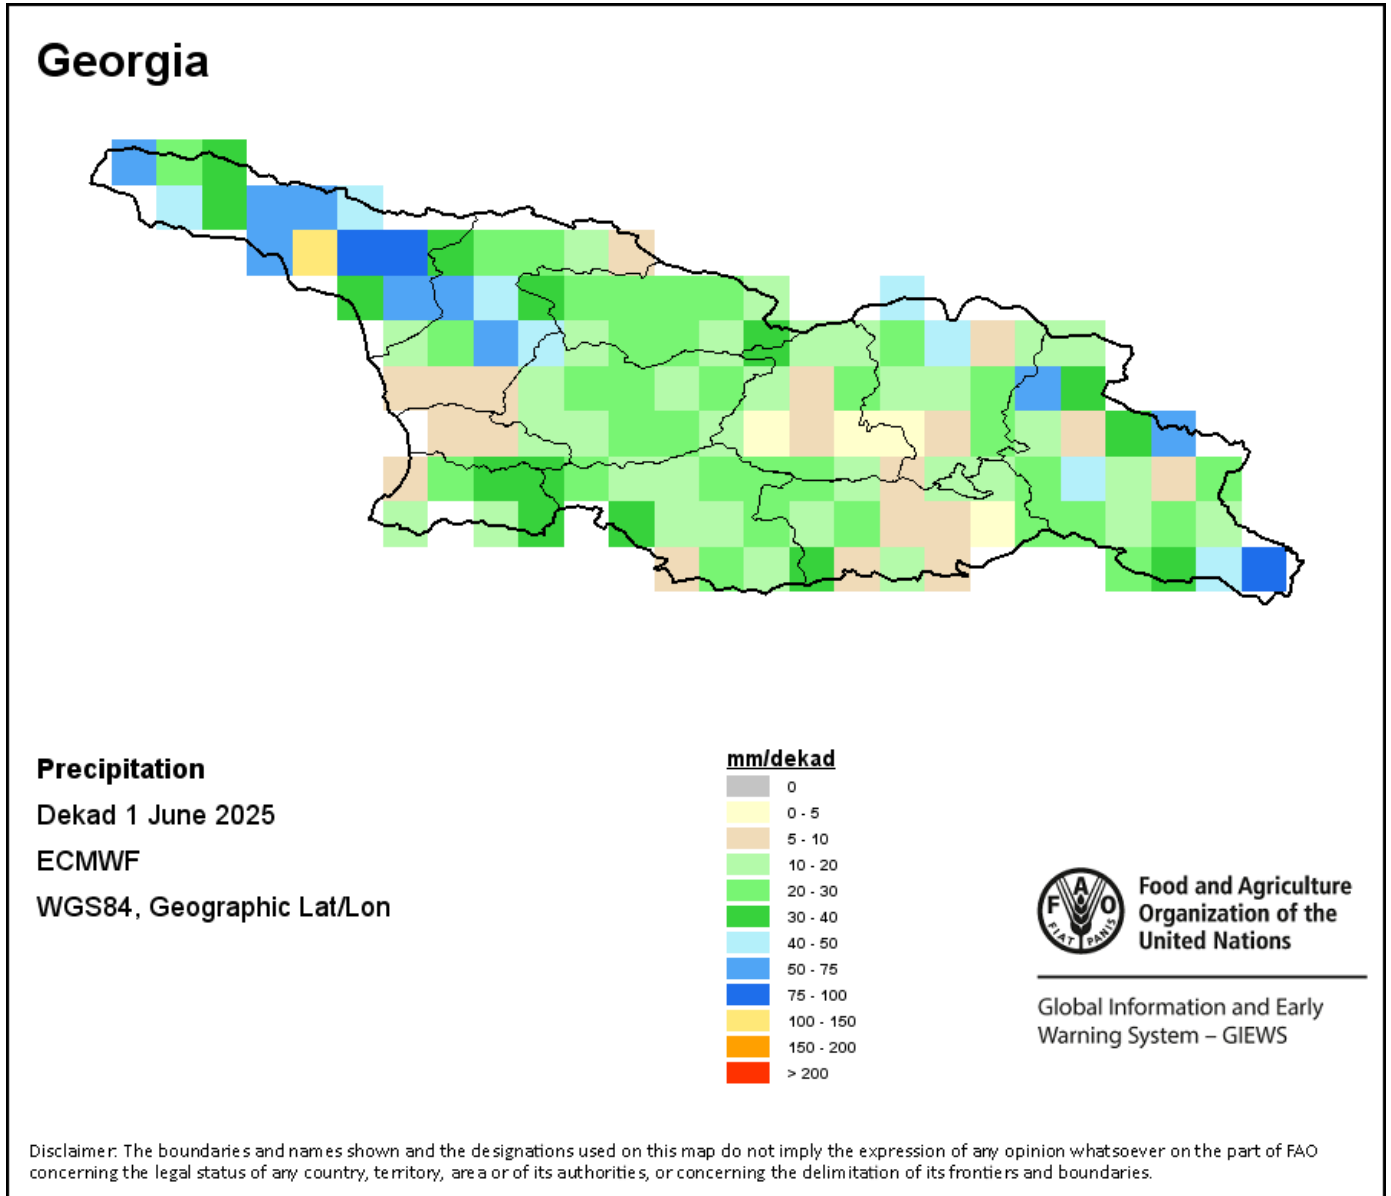 Georgia
Precipitation
Dekad 1 June 2025
ECMWF
WGS84, Geographic Lat/Lon
mm/dekad
0
0 - 5
5 - 10
10 - 20
20 - 30
30 - 40
40 - 50
50 - 75
75 - 100
100 - 150
150 - 200
> 200
F A O
FIAT PANIS
Food and Agriculture
Organization of the
United Nations
Global Information and Early
Warning System – GIEWS
Disclaimer: The boundaries and names shown and the designations used on this map do not imply the expression of any opinion whatsoever on the part of FAO
concerning the legal status of any country, territory, area or of its authorities, or concerning the delimitation of its frontiers and boundaries.